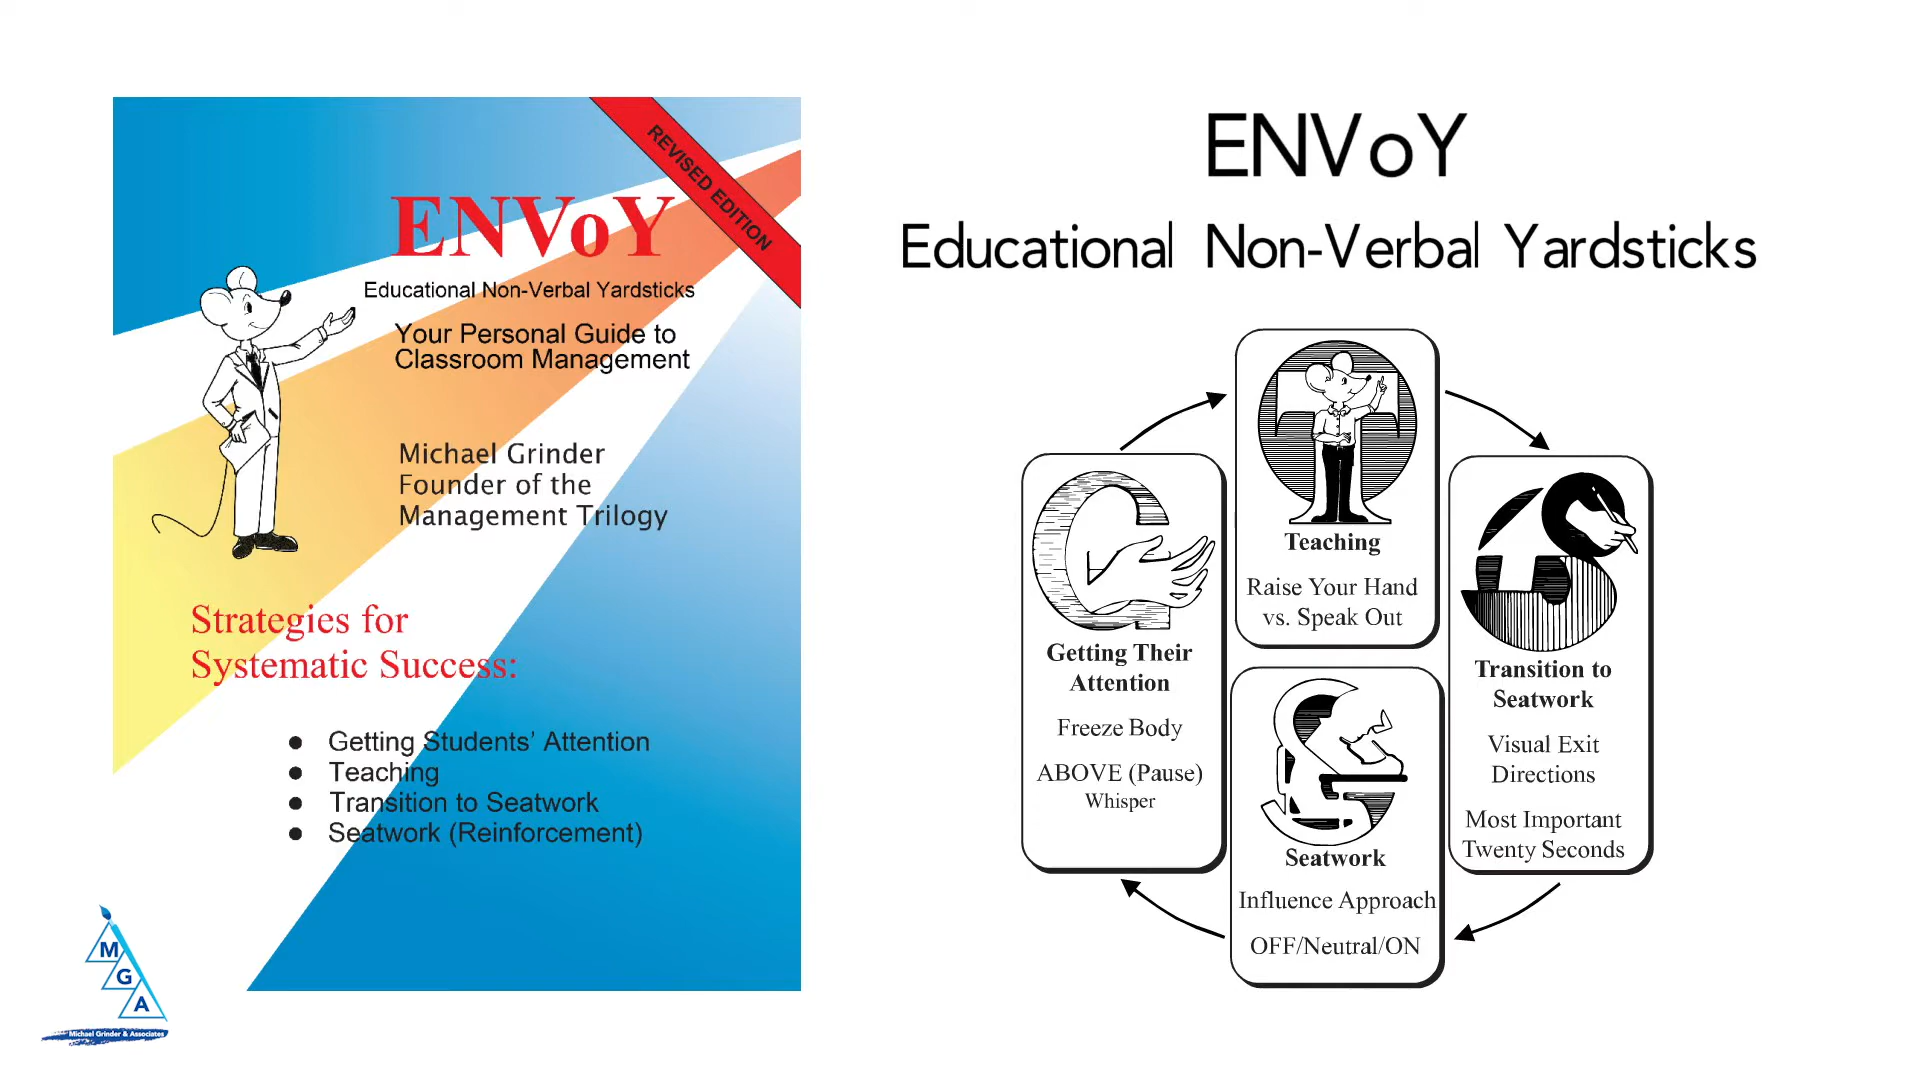 REVISED EDITION
ENVoY
Educational Non-Verbal Yardsticks
Your Personal Guide to
Classroom Management
Michael Grinder
Founder of the
Management Trilogy
Strategies for
Systematic Success:
● Getting Students’ Attention
● Teaching
● Transition to Seatwork
● Seatwork (Reinforcement)
M
G
A
Michael Grinder & Associates
ENVoY
Educational Non-Verbal Yardsticks
G
Getting Their
Attention
Freeze Body
ABOVE (Pause)
Whisper
T
Teaching
Raise Your Hand
vs. Speak Out
S
Transition to
Seatwork
Visual Exit
Directions
Most Important
Twenty Seconds
S
Seatwork
Influence Approach
OFF/Neutral/ON